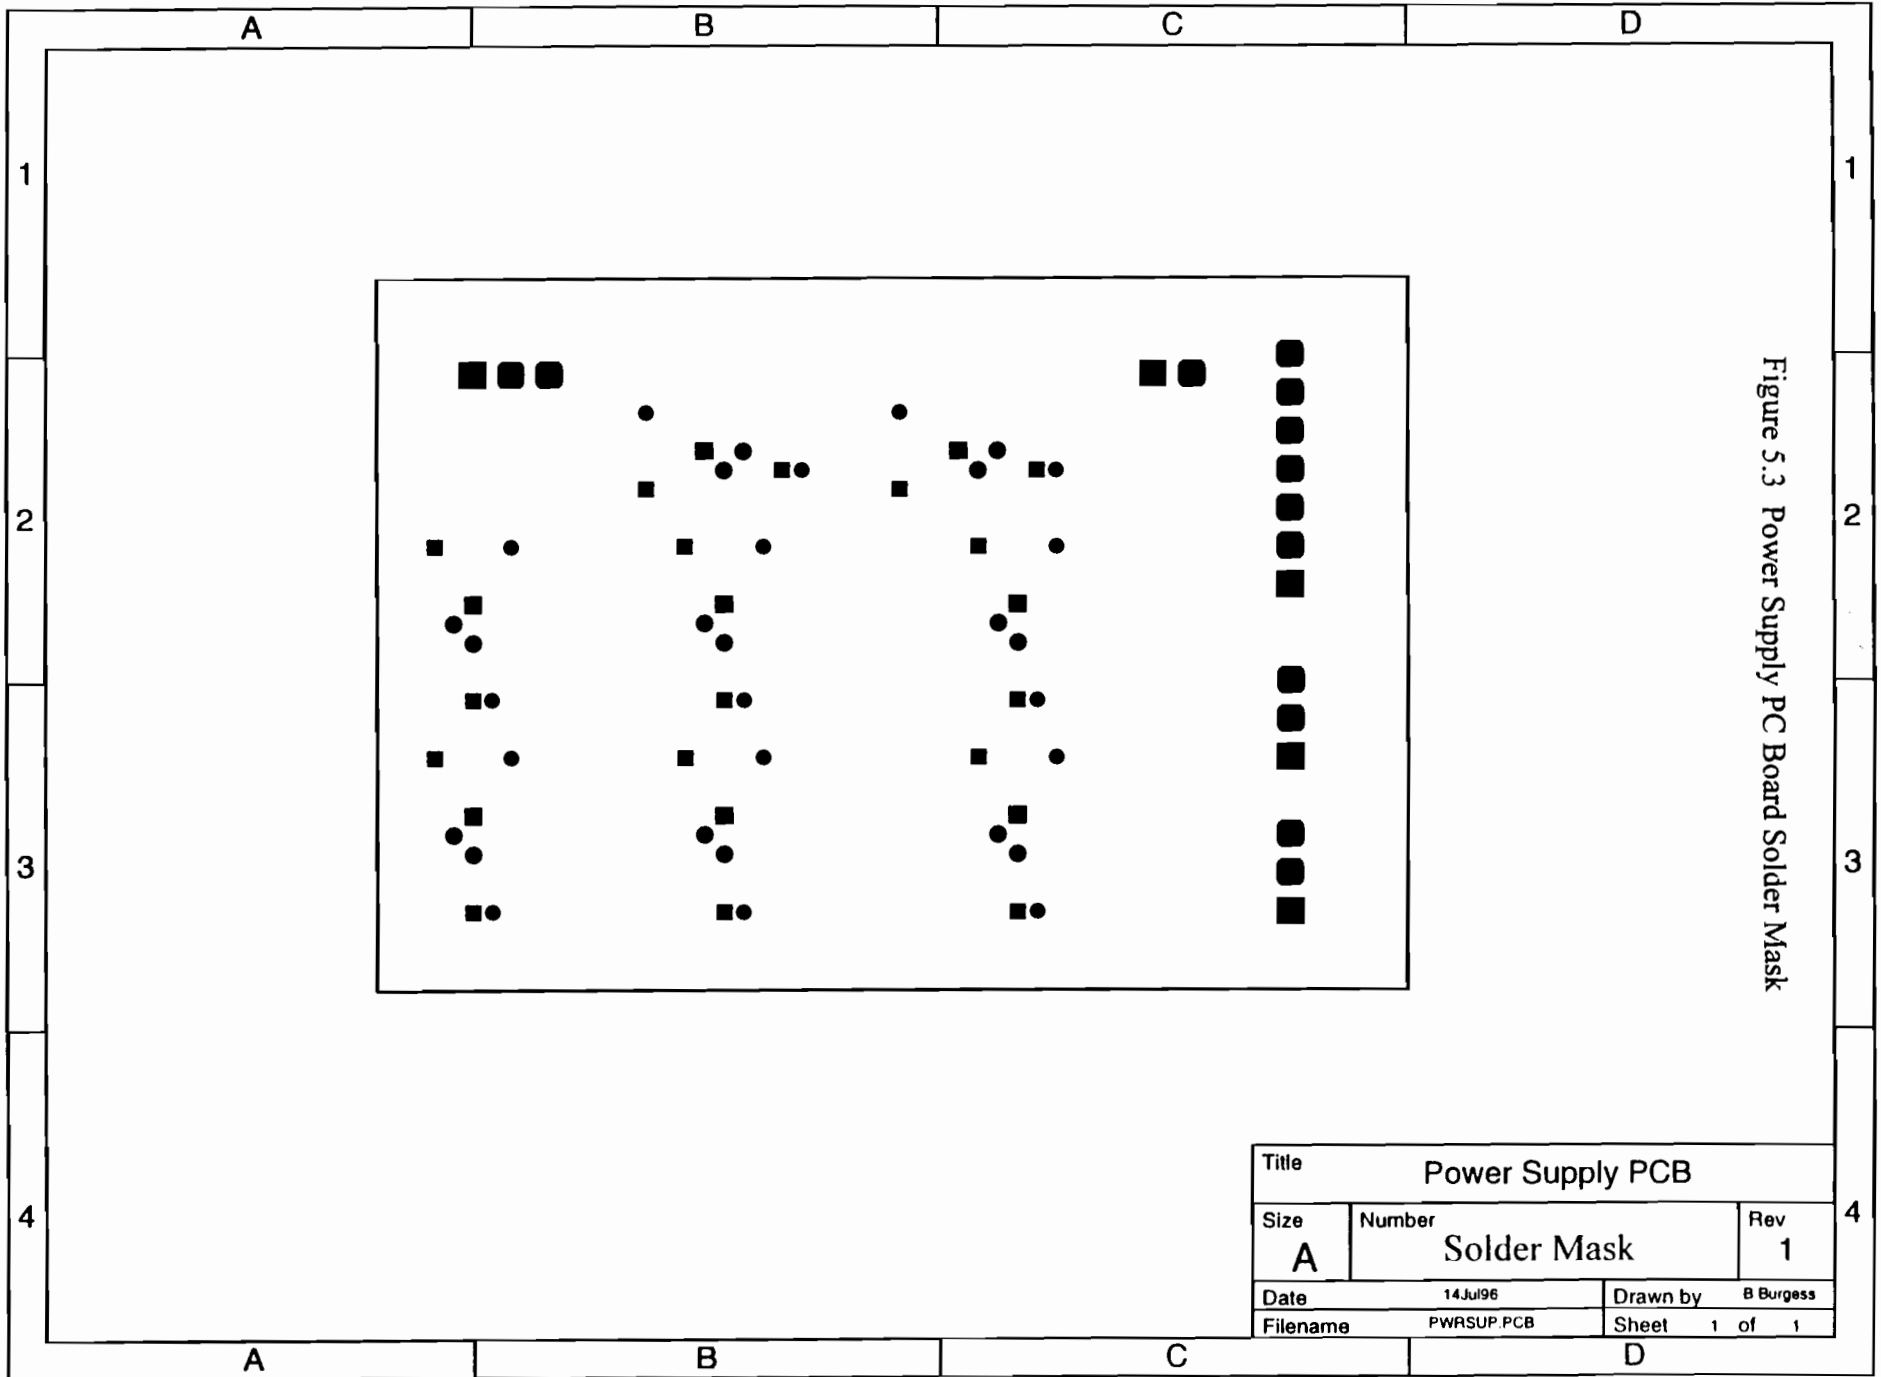 A B C D
1 1
2 2
3 3
4 4
Figure 5.3 Power Supply PC Board Solder Mask
Title Power Supply PCB
Size A Number Solder Mask Rev 1
Date 14Jul96 Drawn by B Burgess
Filename PWRSUP.PCB Sheet 1 of 1
A B C D